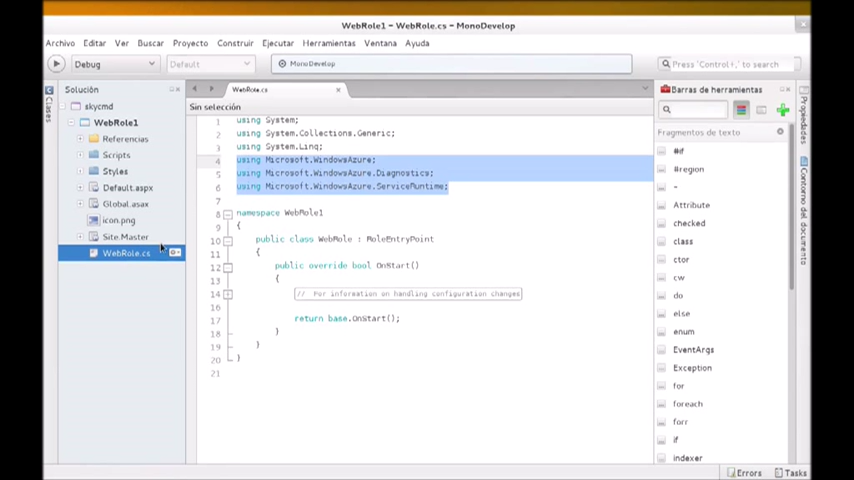 WebRole1 - WebRole.cs - MonoDevelop
Archivo Editar Ver Buscar Proyecto Construir Ejecutar Herramientas Ventana Ayuda
Debug Default MonoDevelop Press 'Control+,' to search
Clases
Solución
skycmd
WebRole1
Referencias
Scripts
Styles
Default.aspx
Global.asax
icon.png
Site.Master
WebRole.cs
WebRole.cs
Sin selección
1 using System;
2 using System.Collections.Generic;
3 using System.Linq;
4 using Microsoft.WindowsAzure;
5 using Microsoft.WindowsAzure.Diagnostics;
6 using Microsoft.WindowsAzure.ServiceRuntime;
7
8 namespace WebRole1
9 {
10 public class WebRole : RoleEntryPoint
11 {
12 public override bool OnStart()
13 {
14 // For information on handling configuration changes
16
17 return base.OnStart();
18 }
19 }
20 }
21
Barras de herramientas
Fragmentos de texto
#if
#region
~
Attribute
checked
class
ctor
cw
do
else
enum
EventArgs
Exception
for
foreach
forr
if
indexer
Propiedades
Contorno del documento
Errors Tasks